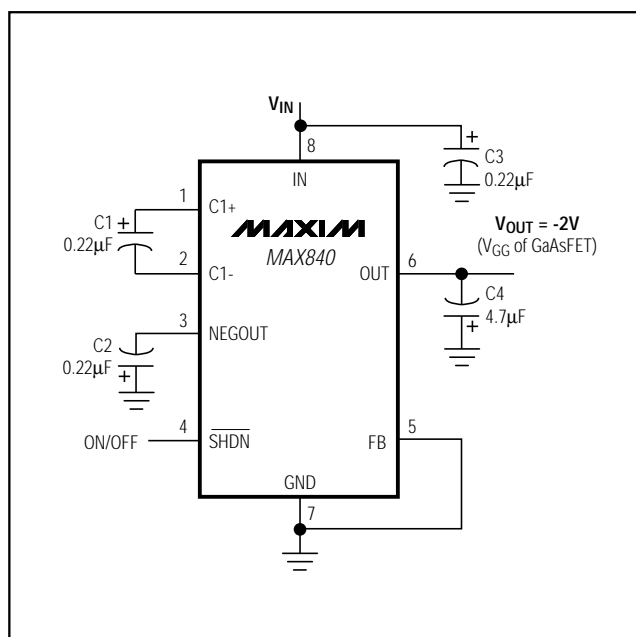 VIN
8
IN
C3
0.22µF
1
C1+
C1
0.22µF
MAXIM
MAX840
2
C1-
VOUT = -2V
(VGG of GaAsFET)
6
OUT
C4
4.7µF
3
NEGOUT
C2
0.22µF
4
ON/OFF
SHDN
5
FB
GND
7